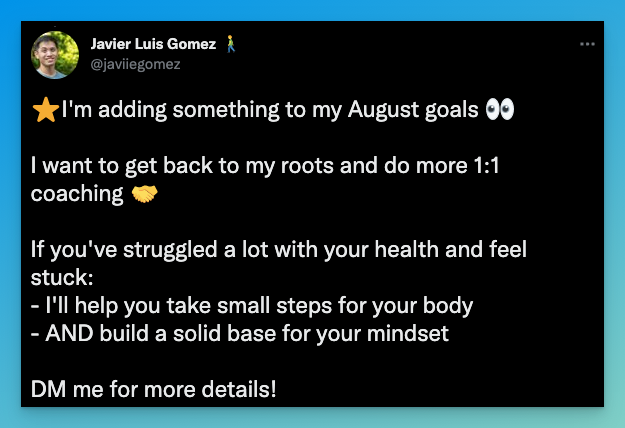 Javier Luis Gomez 🚶
@javiiegomez
⭐I'm adding something to my August goals 👀
I want to get back to my roots and do more 1:1
coaching 🤝
If you've struggled a lot with your health and feel
stuck:
- I'll help you take small steps for your body
- AND build a solid base for your mindset
DM me for more details!